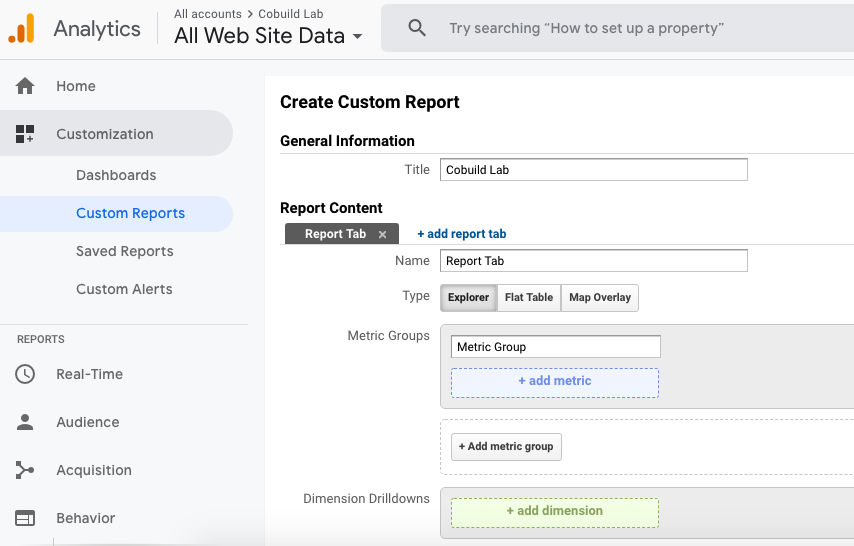 Analytics
All accounts > Cobuild Lab
All Web Site Data
Try searching “How to set up a property”
Home
Customization
Dashboards
Custom Reports
Saved Reports
Custom Alerts
REPORTS
Real-Time
Audience
Acquisition
Behavior
Create Custom Report
General Information
Title Cobuild Lab
Report Content
Report Tab × + add report tab
Name Report Tab
Type Explorer Flat Table Map Overlay
Metric Groups
Metric Group
+ add metric
+ Add metric group
Dimension Drilldowns
+ add dimension